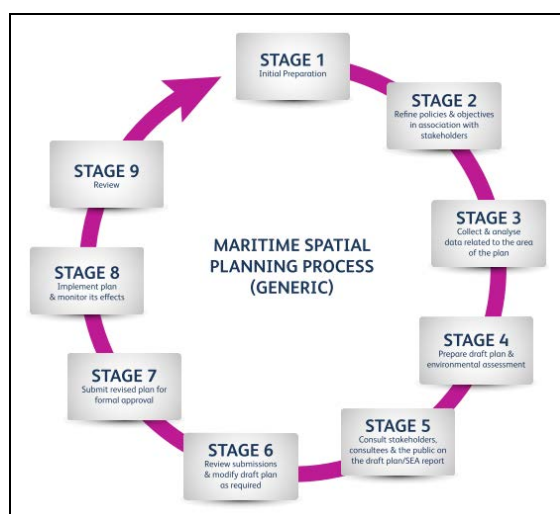 STAGE 1
Initial Preparation
STAGE 2
Refine policies & objectives
in association with
stakeholders
STAGE 3
Collect & analyse
data related to the area
of the plan
STAGE 4
Prepare draft plan &
environmental assessment
STAGE 5
Consult stakeholders,
consultees & the public on
the draft plan/SEA report
STAGE 6
Review submissions
& modify draft plan
as required
STAGE 7
Submit revised plan for
formal approval
STAGE 8
Implement plan
& monitor its effects
STAGE 9
Review
MARITIME SPATIAL
PLANNING PROCESS
(GENERIC)